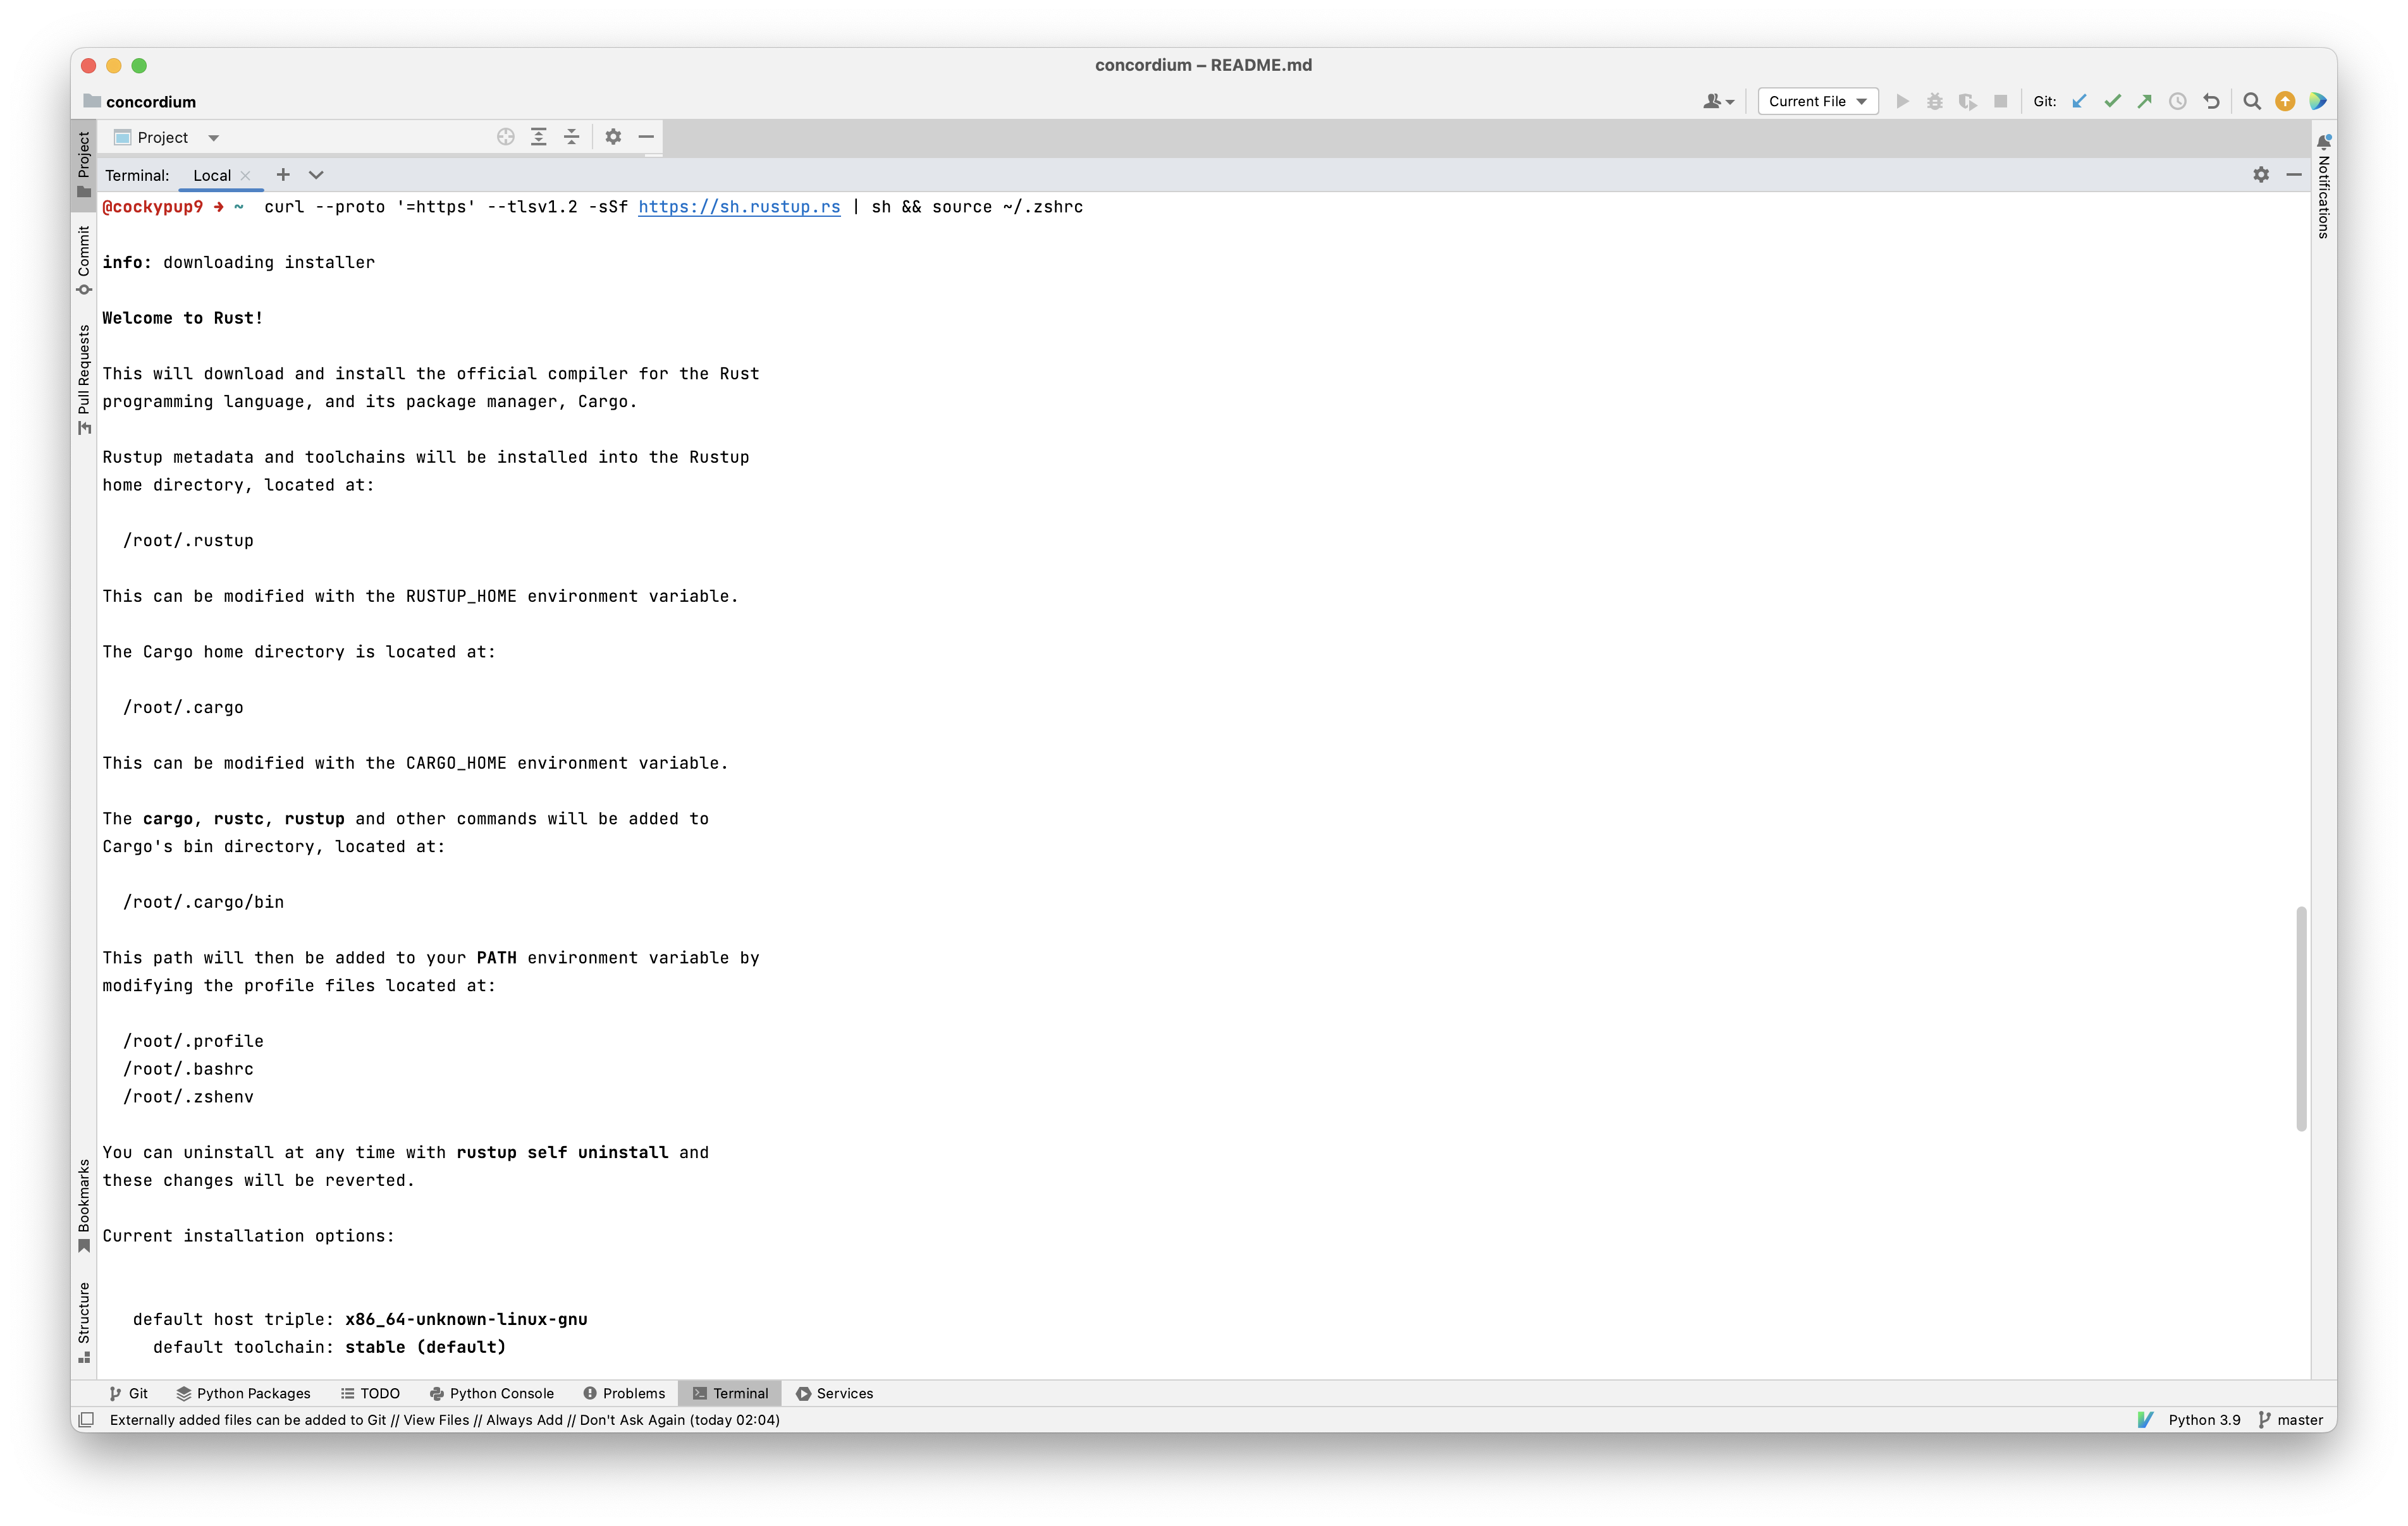 concordium – README.md
concordium
Current File
Git:
Project
Project
Notifications
Terminal: Local
@cockypup9 ➜ ~ curl --proto '=https' --tlsv1.2 -sSf https://sh.rustup.rs | sh && source ~/.zshrc
Commit
info: downloading installer
Welcome to Rust!
Pull Requests
This will download and install the official compiler for the Rust
programming language, and its package manager, Cargo.
Rustup metadata and toolchains will be installed into the Rustup
home directory, located at:
/root/.rustup
This can be modified with the RUSTUP_HOME environment variable.
The Cargo home directory is located at:
/root/.cargo
This can be modified with the CARGO_HOME environment variable.
The cargo, rustc, rustup and other commands will be added to
Cargo's bin directory, located at:
/root/.cargo/bin
This path will then be added to your PATH environment variable by
modifying the profile files located at:
/root/.profile
/root/.bashrc
/root/.zshenv
You can uninstall at any time with rustup self uninstall and
these changes will be reverted.
Bookmarks
Current installation options:
Structure
default host triple: x86_64-unknown-linux-gnu
default toolchain: stable (default)
Git Python Packages TODO Python Console Problems Terminal Services
Externally added files can be added to Git // View Files // Always Add // Don't Ask Again (today 02:04)
Python 3.9 master